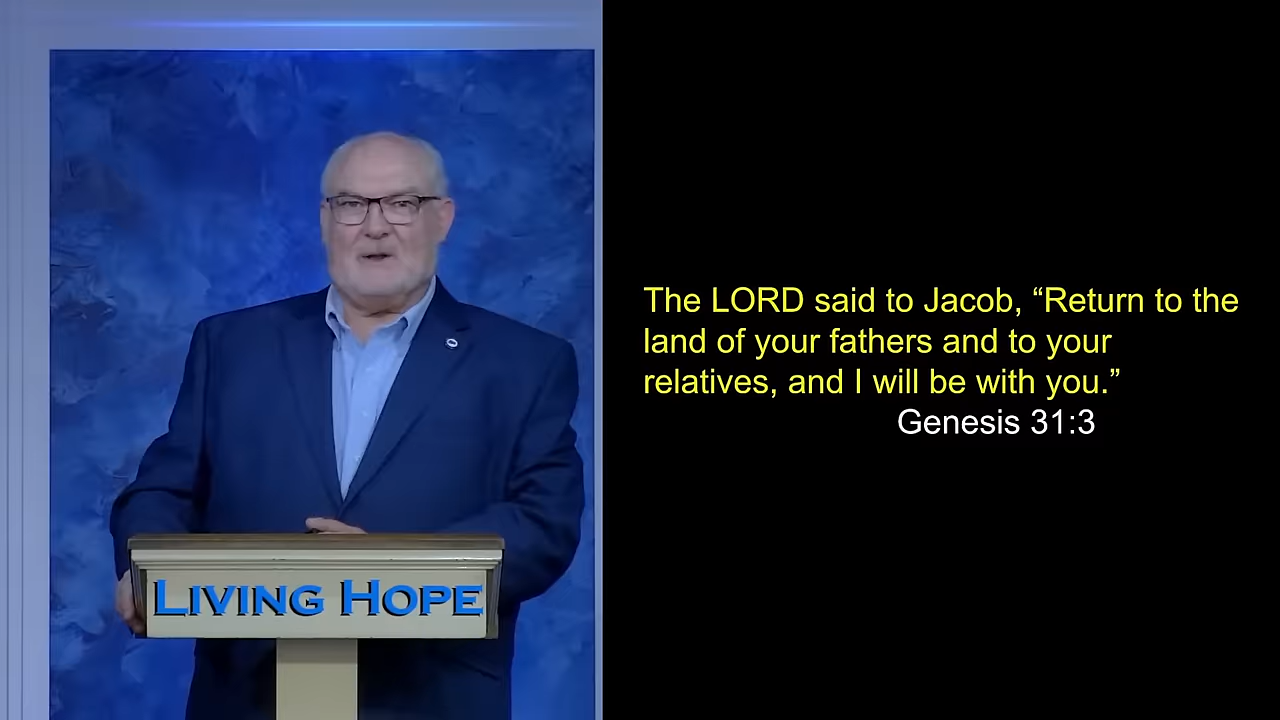 The LORD said to Jacob, “Return to the
land of your fathers and to your
relatives, and I will be with you.”
Genesis 31:3
LIVING HOPE